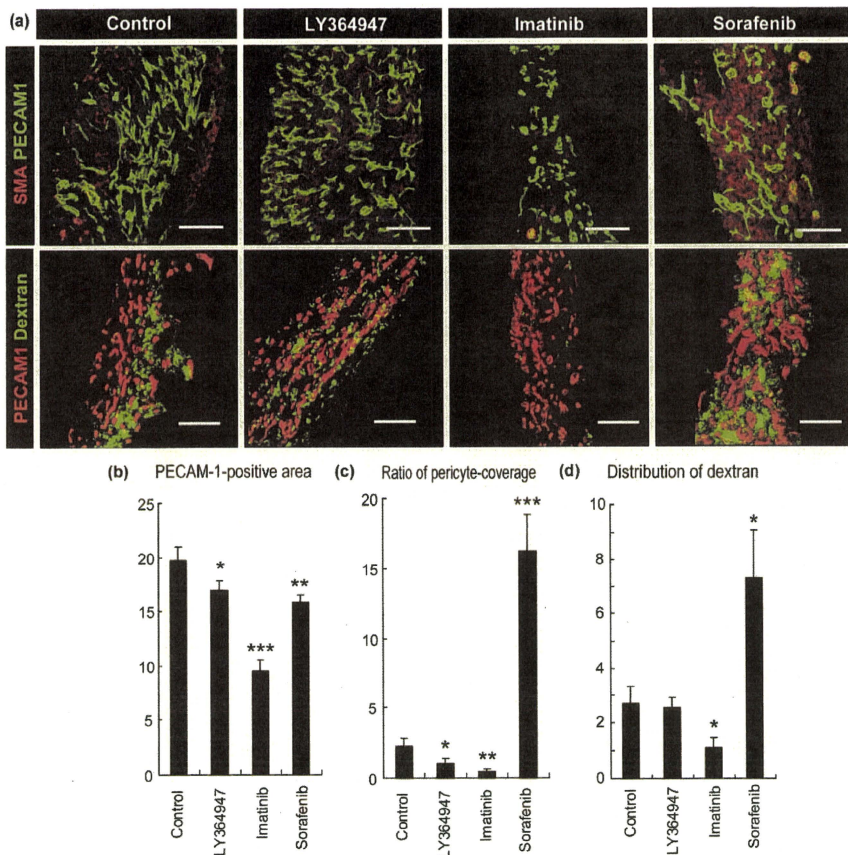 (a) Control LY364947 Imatinib Sorafenib
SMA PECAM1
PECAM1 Dextran
(b) PECAM-1-positive area
25
20
15
10
5
0
*
***
**
Control
LY364947
Imatinib
Sorafenib
(c) Ratio of pericyte-coverage
20
15
10
5
0
*
**
***
Control
LY364947
Imatinib
Sorafenib
(d) Distribution of dextran
10
8
6
4
2
0
*
*
Control
LY364947
Imatinib
Sorafenib